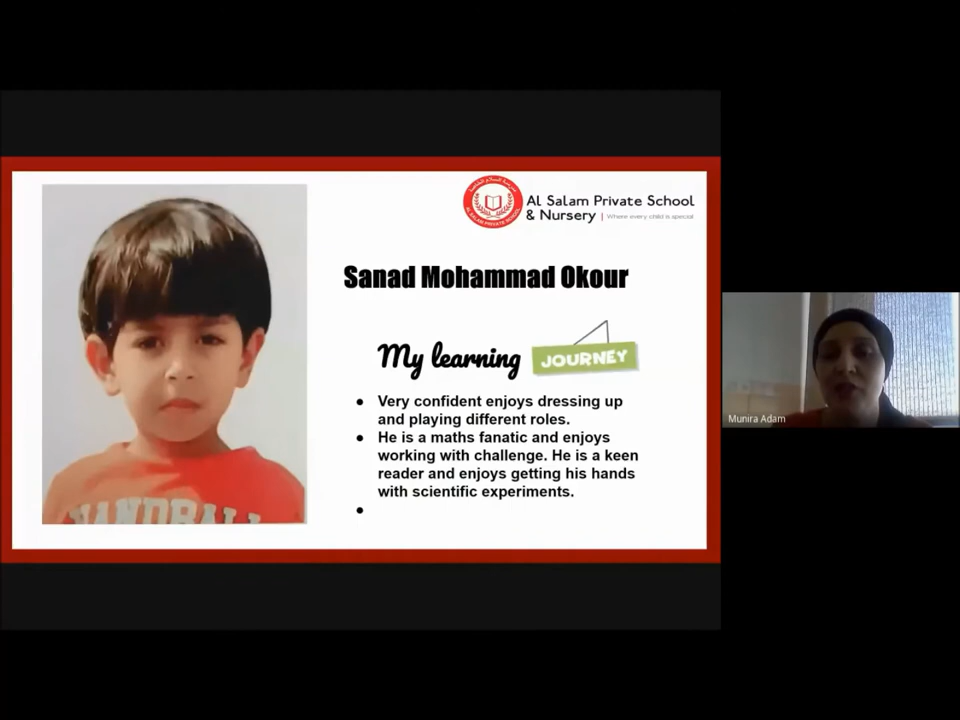 Al Salam Private School
& Nursery | Where every child is special
Sanad Mohammad Okour
My learning JOURNEY
• Very confident enjoys dressing up
and playing different roles.
• He is a maths fanatic and enjoys
working with challenge. He is a keen
reader and enjoys getting his hands
with scientific experiments.
•
HANDBALL
Munira Adam